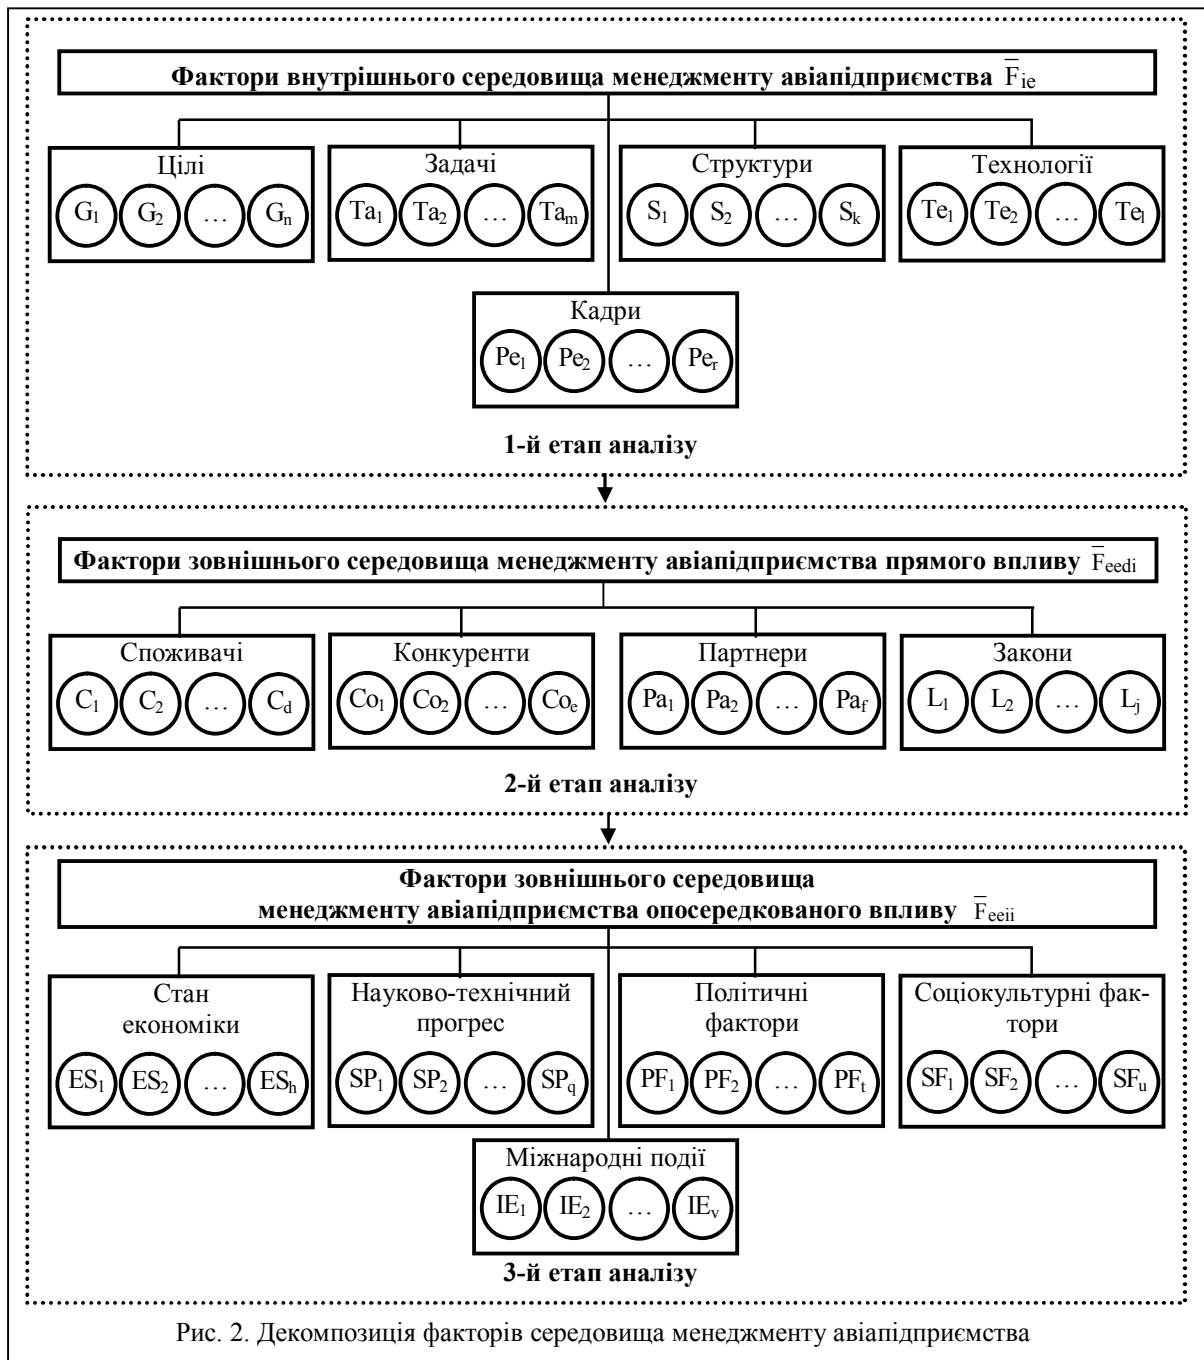 Фактори внутрішнього середовища менеджменту авіапідприємства F̅ie
Цілі
G1 G2 … Gn
Задачі
Ta1 Ta2 … Tam
Структури
S1 S2 … Sk
Технології
Te1 Te2 … Tel
Кадри
Pe1 Pe2 … Per
1-й етап аналізу
Фактори зовнішнього середовища менеджменту авіапідприємства прямого впливу F̅eedi
Споживачі
C1 C2 … Cd
Конкуренти
Co1 Co2 … Coe
Партнери
Pa1 Pa2 … Paf
Закони
L1 L2 … Lj
2-й етап аналізу
Фактори зовнішнього середовища
менеджменту авіапідприємства опосередкованого впливу F̅eeii
Стан
економіки
ES1 ES2 … ESh
Науково-технічний
прогрес
SP1 SP2 … SPq
Політичні
фактори
PF1 PF2 … PFt
Соціокультурні фак-
тори
SF1 SF2 … SFu
Міжнародні події
IE1 IE2 … IEv
3-й етап аналізу
Рис. 2. Декомпозиція факторів середовища менеджменту авіапідприємства